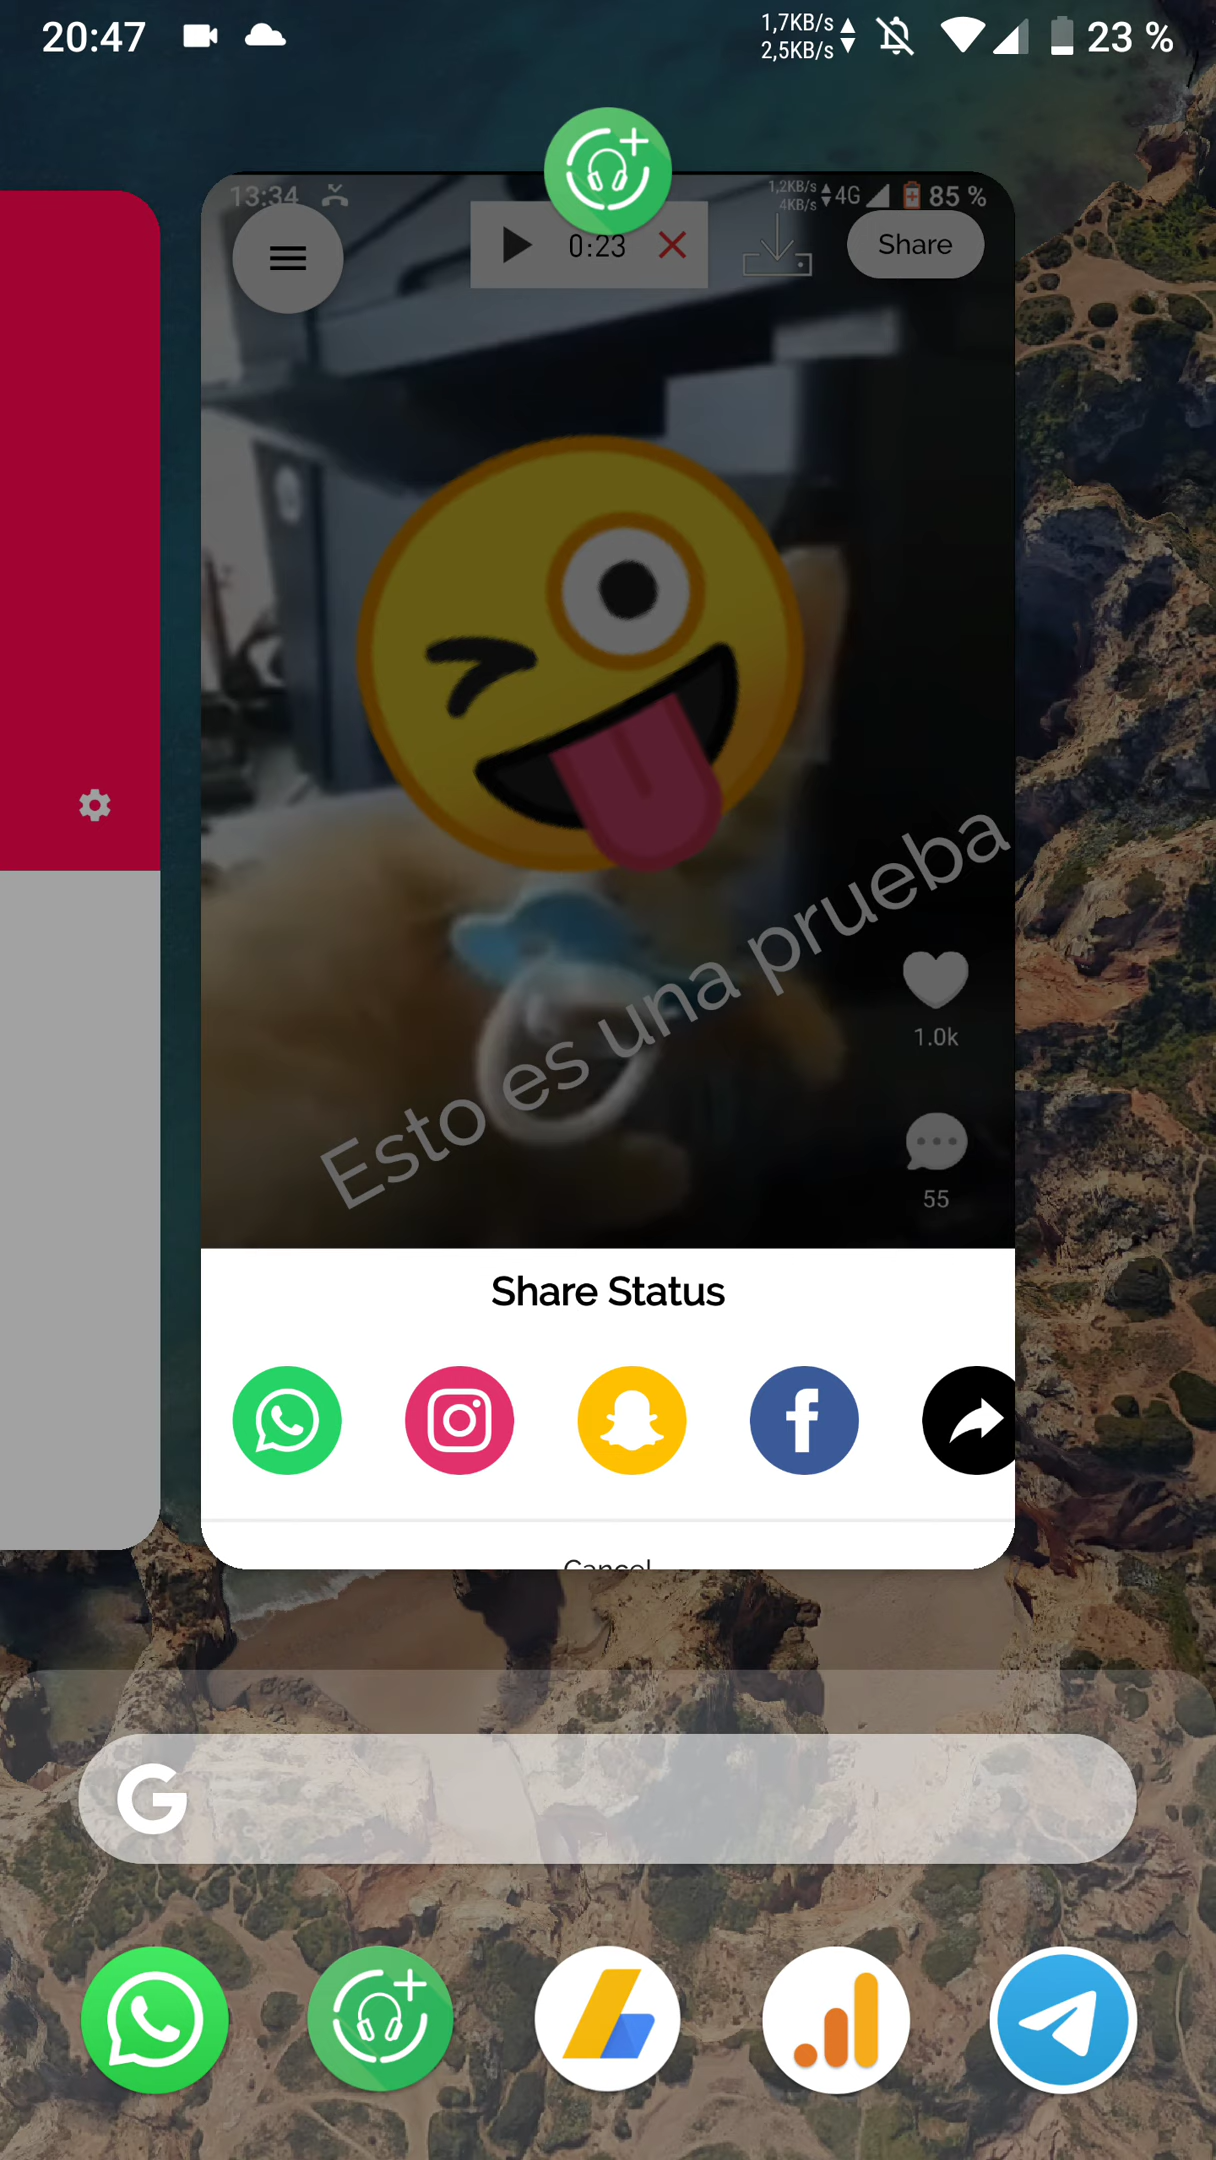 20:47
1,7KB/s
2,5KB/s
23 %
13:34
1,2KB/s
4KB/s
4G
85 %
0:23
Share
Esto es una prueba
1.0k
55
Share Status
Cancel